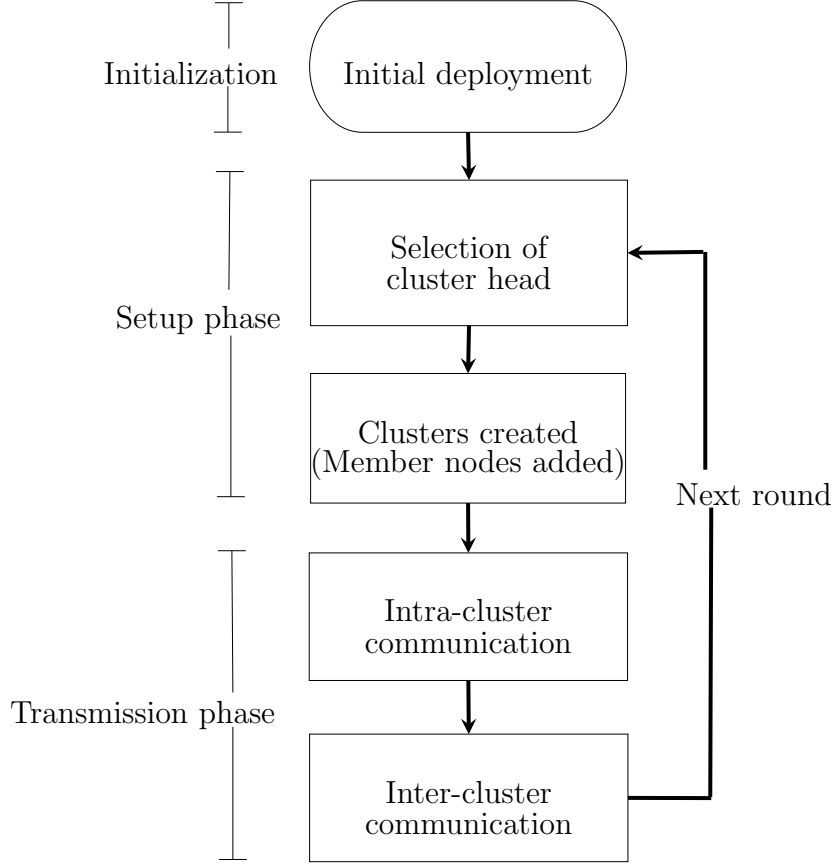 Initialization
Initial deployment
Selection of
cluster head
Setup phase
Clusters created
(Member nodes added)
Next round
Intra-cluster
communication
Transmission phase
Inter-cluster
communication